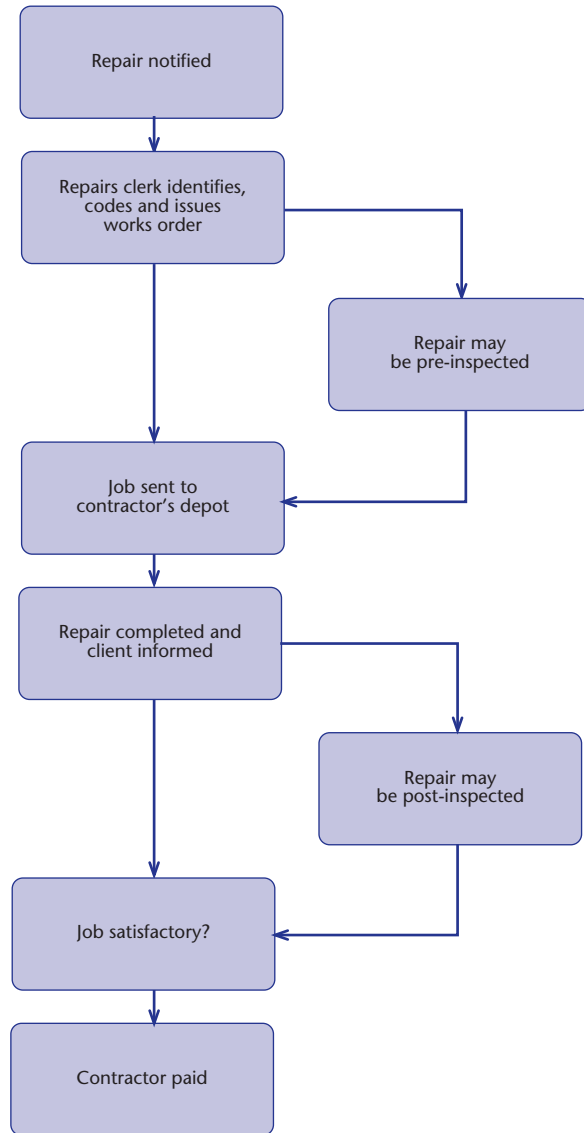 Repair notified
Repairs clerk identifies,
codes and issues
works order
Repair may
be pre-inspected
Job sent to
contractor’s depot
Repair completed and
client informed
Repair may
be post-inspected
Job satisfactory?
Contractor paid